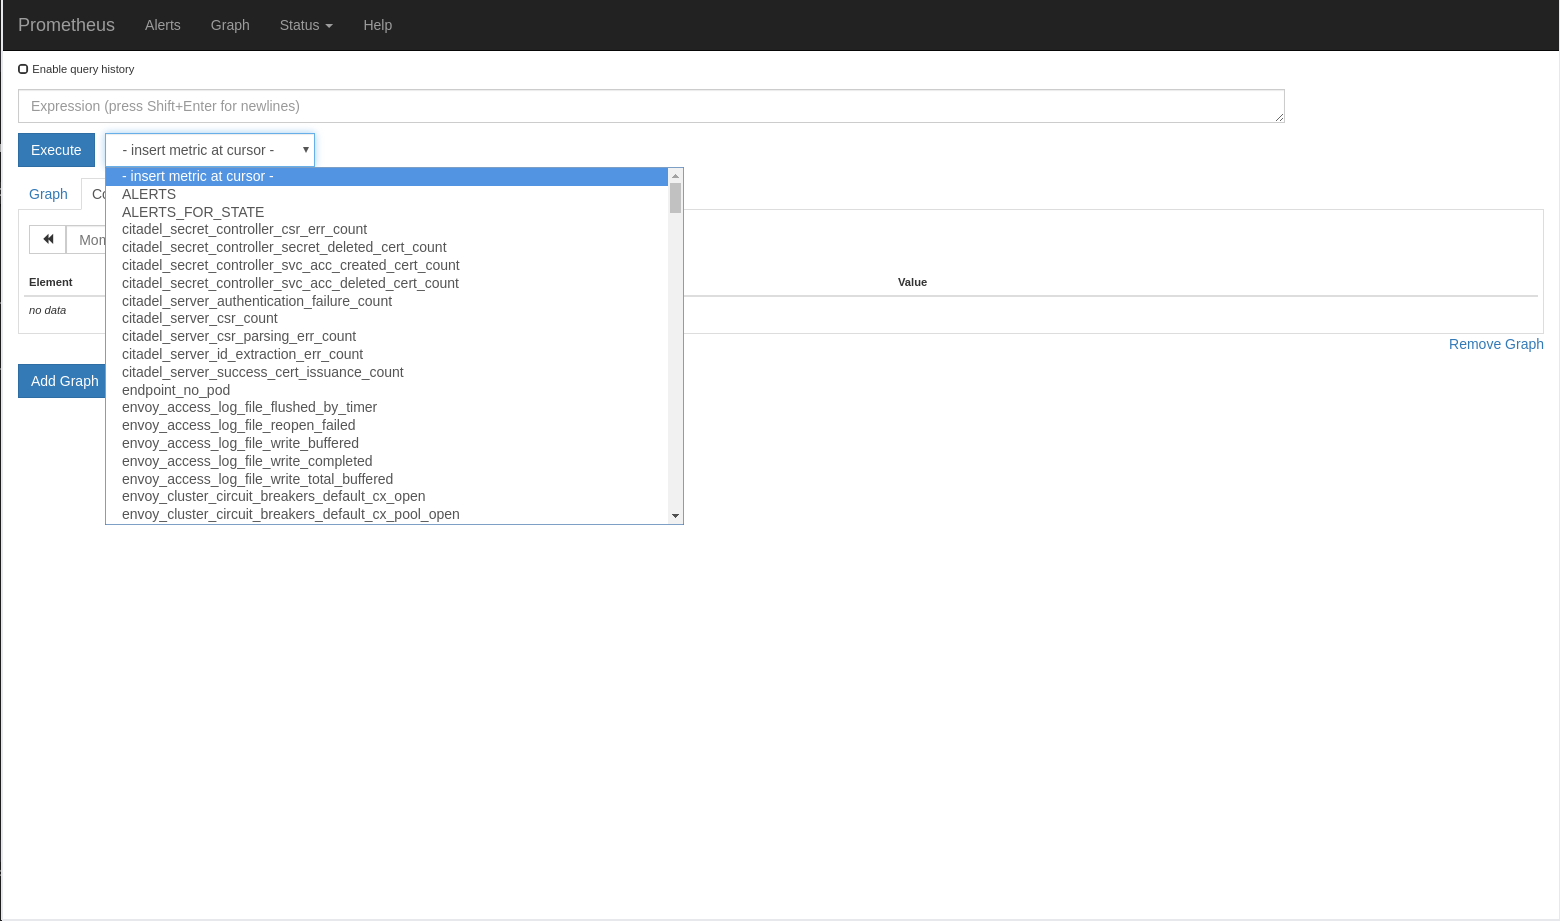 Prometheus Alerts Graph Status Help
Enable query history
Expression (press Shift+Enter for newlines)
Execute - insert metric at cursor -
- insert metric at cursor -
ALERTS
ALERTS_FOR_STATE
citadel_secret_controller_csr_err_count
citadel_secret_controller_secret_deleted_cert_count
citadel_secret_controller_svc_acc_created_cert_count
citadel_secret_controller_svc_acc_deleted_cert_count
citadel_server_authentication_failure_count
citadel_server_csr_count
citadel_server_csr_parsing_err_count
citadel_server_id_extraction_err_count
citadel_server_success_cert_issuance_count
endpoint_no_pod
envoy_access_log_file_flushed_by_timer
envoy_access_log_file_reopen_failed
envoy_access_log_file_write_buffered
envoy_access_log_file_write_completed
envoy_access_log_file_write_total_buffered
envoy_cluster_circuit_breakers_default_cx_open
envoy_cluster_circuit_breakers_default_cx_pool_open
Graph
Element Value
no data
Remove Graph
Add Graph